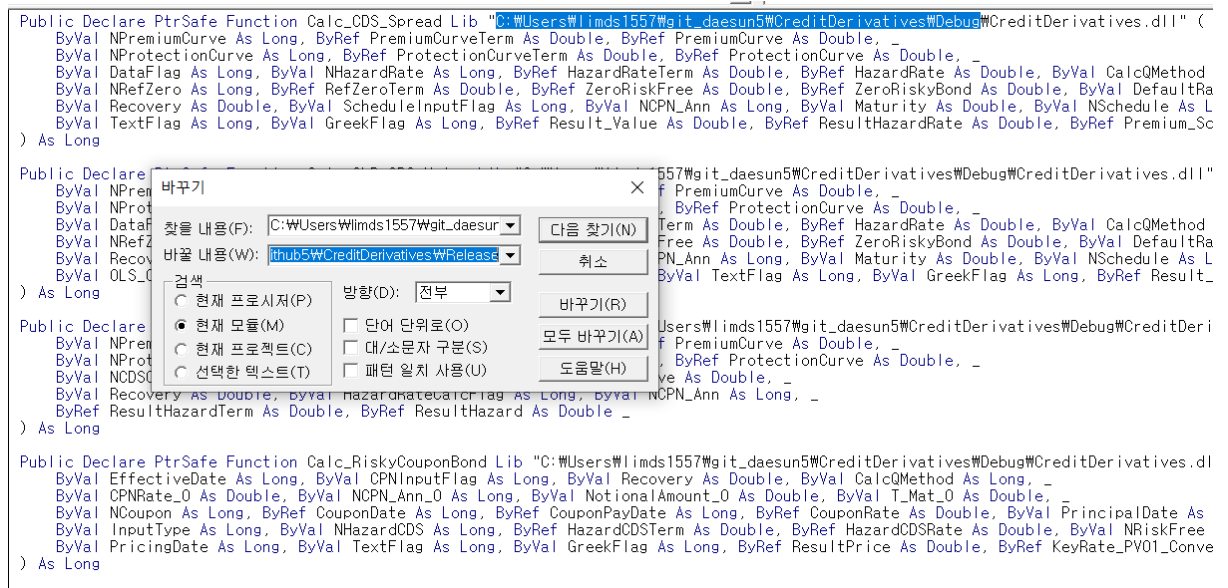 Public Declare PtrSafe Function Calc_CDS_Spread Lib "C:₩Users₩limds1557₩git_daesun5₩CreditDerivatives₩Debug₩CreditDerivatives.dll" (
ByVal NPremiumCurve As Long, ByRef PremiumCurveTerm As Double, ByRef PremiumCurve As Double, _
ByVal NProtectionCurve As Long, ByRef ProtectionCurveTerm As Double, ByRef ProtectionCurve As Double, _
ByVal DataFlag As Long, ByVal NHazardRate As Long, ByRef HazardRateTerm As Double, ByRef HazardRate As Double, ByVal CalcQMethod
ByVal NRefZero As Long, ByRef RefZeroTerm As Double, ByRef ZeroRiskFree As Double, ByRef ZeroRiskyBond As Double, ByVal DefaultRa
ByVal Recovery As Double, ByVal ScheduleInputFlag As Long, ByVal NCPN_Ann As Long, ByVal Maturity As Double, ByVal NSchedule As L
ByVal TextFlag As Long, ByVal GreekFlag As Long, ByRef Result_Value As Double, ByRef ResultHazardRate As Double, ByRef Premium_Sc
) As Long
Public Declare PtrSafe Function
557₩git_daesun5₩CreditDerivatives₩Debug₩CreditDerivatives.dll"
ByVal NPrem
f PremiumCurve As Double, _
ByVal NProt
, ByRef ProtectionCurve As Double, _
ByVal DataF
Term As Double, ByRef HazardRate As Double, ByVal CalcQMethod
ByVal NRefZ
Free As Double, ByRef ZeroRiskyBond As Double, ByVal DefaultRa
ByVal Recov
PN_Ann As Long, ByVal Maturity As Double, ByVal NSchedule As L
ByVal OLS_C
ByVal TextFlag As Long, ByVal GreekFlag As Long, ByRef Result_
) As Long
바꾸기
찾을 내용(F): C:₩Users₩limds1557₩git_daesur
다음 찾기(N)
바꿀 내용(W): ithub5₩CreditDerivatives₩Release
취소
검색
현재 프로시저(P)
방향(D): 전부
바꾸기(R)
현재 모듈(M)
단어 단위로(O)
모두 바꾸기(A)
현재 프로젝트(C)
대/소문자 구분(S)
선택한 텍스트(T)
패턴 일치 사용(U)
도움말(H)
Public Declar
Users₩limds1557₩git_daesun5₩CreditDerivatives₩Debug₩CreditDeri
ByVal NPrem
f PremiumCurve As Double, _
ByVal NProt
, ByRef ProtectionCurve As Double, _
ByVal NCDSC
ve As Double, _
ByVal Recovery As Double, ByVal HazardRateCalcFlag As Long, ByVal NCPN_Ann As Long, _
ByRef ResultHazardTerm As Double, ByRef ResultHazard As Double _
) As Long
Public Declare PtrSafe Function Calc_RiskyCouponBond Lib "C:₩Users₩limds1557₩git_daesun5₩CreditDerivatives₩Debug₩CreditDerivatives.dl
ByVal EffectiveDate As Long, ByVal CPNInputFlag As Long, ByVal Recovery As Double, ByVal CalcQMethod As Long, _
ByVal CPNRate_O As Double, ByVal NCPN_Ann_O As Long, ByVal NotionalAmount_O As Double, ByVal T_Mat_O As Double, _
ByVal NCoupon As Long, ByRef CouponDate As Long, ByRef CouponPayDate As Long, ByRef CouponRate As Double, ByVal PrincipalDate As
ByVal InputType As Long, ByVal NHazardCDS As Long, ByRef HazardCDSTerm As Double, ByRef HazardCDSRate As Double, ByVal NRiskFree
ByVal PricingDate As Long, ByVal TextFlag As Long, ByVal GreekFlag As Long, ByRef ResultPrice As Double, ByRef KeyRate_PV01_Conve
) As Long